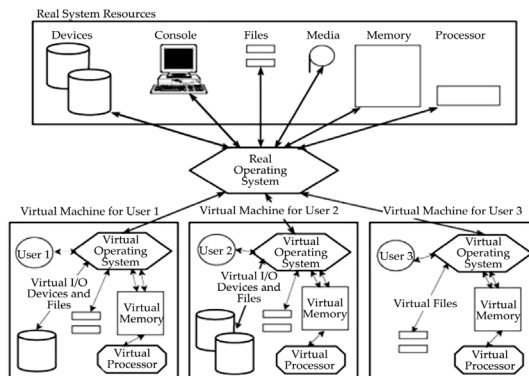 Real System Resources
Devices
Console
Files
Media
Memory
Processor
Real
Operating
System
Virtual Machine for User 1
User 1
Virtual
Operating
System
Virtual I/O
Devices and
Files
Virtual
Memory
Virtual
Processor
Virtual Machine for User 2
User 2
Virtual
Operating
System
Virtual I/O
Devices and
Files
Virtual
Memory
Virtual
Processor
Virtual Machine for User 3
User 3
Virtual
Operating
System
Virtual Files
Virtual
Memory
Virtual
Processor